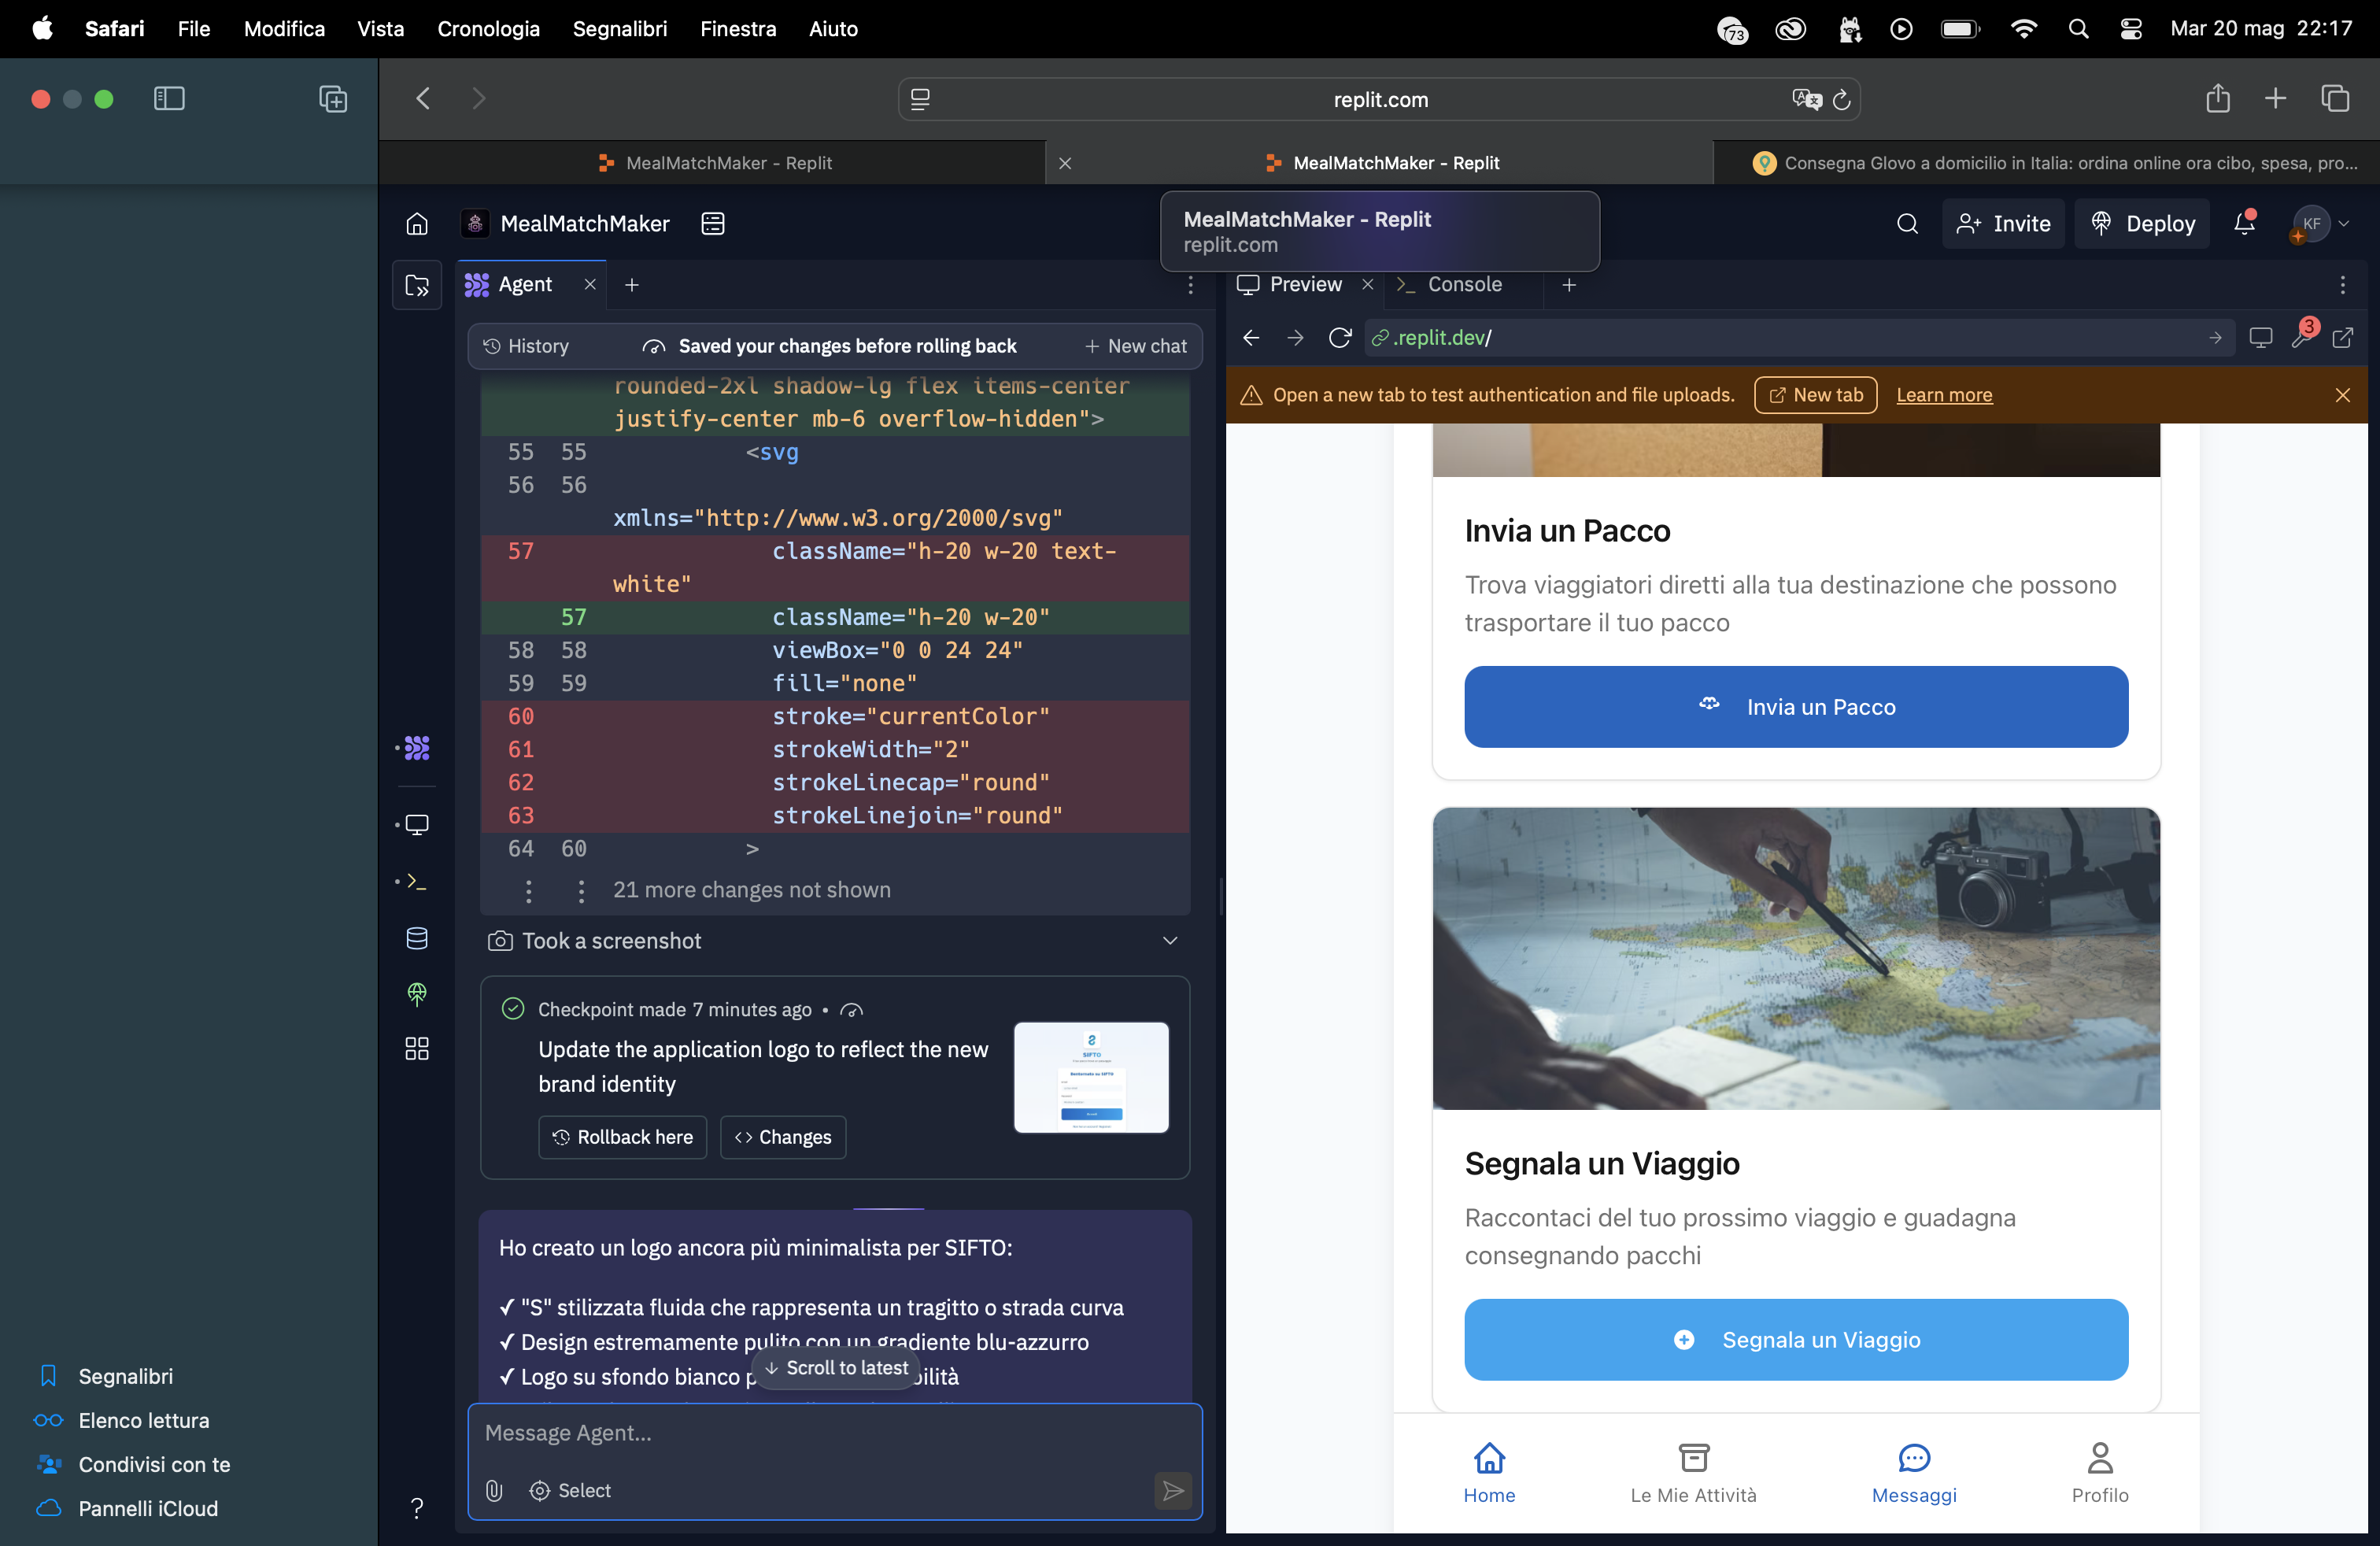 Safari File Modifica Vista Cronologia Segnalibri Finestra Aiuto
73
Mar 20 mag 22:17
replit.com
MealMatchMaker - Replit
MealMatchMaker - Replit
Consegna Glovo a domicilio in Italia: ordina online ora cibo, spesa, pro...
MealMatchMaker - Replit
replit.com
MealMatchMaker
Invite
Deploy
KF
Agent
Preview
Console
History
Saved your changes before rolling back
New chat
.replit.dev/
3
Open a new tab to test authentication and file uploads.
New tab
Learn more
rounded-2xl shadow-lg flex items-center
justify-center mb-6 overflow-hidden">
55 55 <svg
56 56
xmlns="http://www.w3.org/2000/svg"
57 className="h-20 w-20 text-
white"
57 className="h-20 w-20"
58 58 viewBox="0 0 24 24"
59 59 fill="none"
60 stroke="currentColor"
61 strokeWidth="2"
62 strokeLinecap="round"
63 strokeLinejoin="round"
64 60 >
21 more changes not shown
Took a screenshot
Checkpoint made 7 minutes ago •
Update the application logo to reflect the new
brand identity
Rollback here
Changes
SIFTO
Benvenuto su SIFTO
Ho creato un logo ancora più minimalista per SIFTO:
✓ "S" stilizzata fluida che rappresenta un tragitto o strada curva
✓ Design estremamente pulito con un gradiente blu-azzurro
✓ Logo su sfondo bianco
Scroll to latest
Message Agent...
Select
Invia un Pacco
Trova viaggiatori diretti alla tua destinazione che possono
trasportare il tuo pacco
Invia un Pacco
Segnala un Viaggio
Raccontaci del tuo prossimo viaggio e guadagna
consegnando pacchi
Segnala un Viaggio
Home
Le Mie Attività
Messaggi
Profilo
Segnalibri
Elenco lettura
Condivisi con te
Pannelli iCloud